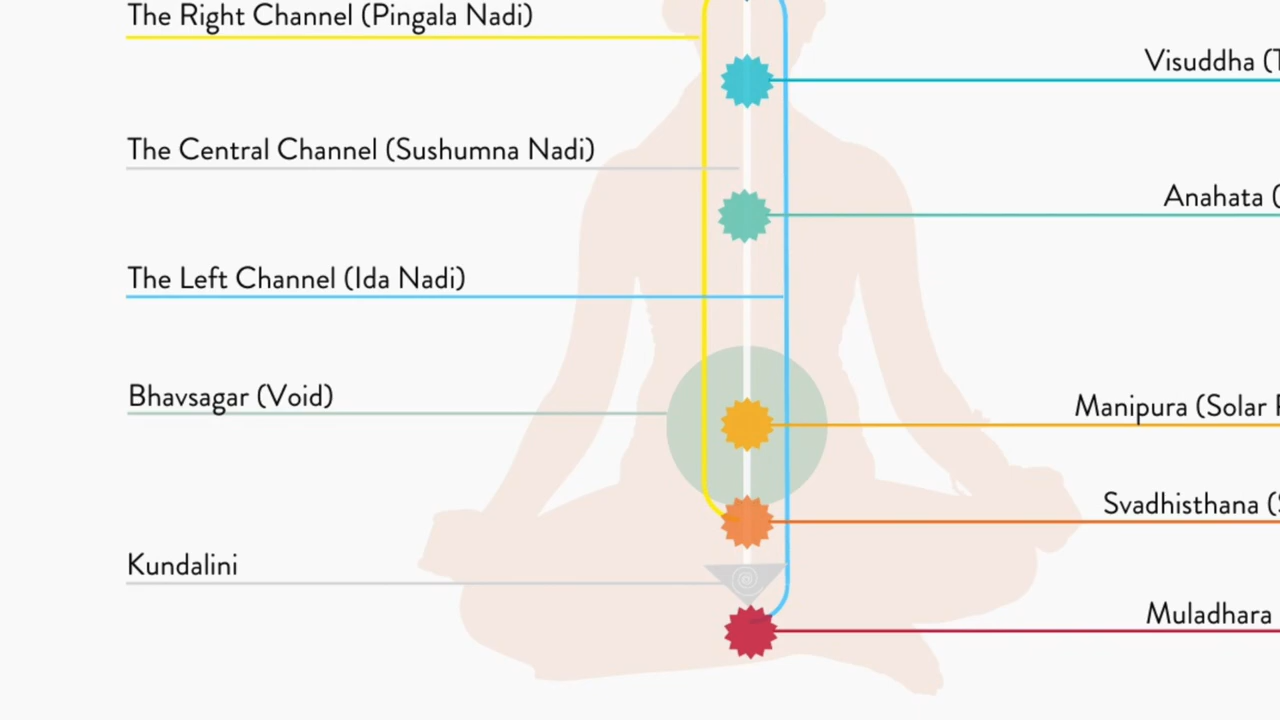 The Right Channel (Pingala Nadi)
Visuddha (
The Central Channel (Sushumna Nadi)
Anahata (
The Left Channel (Ida Nadi)
Bhavsagar (Void)
Manipura (Solar
Svadhisthana (
Kundalini
Muladhara